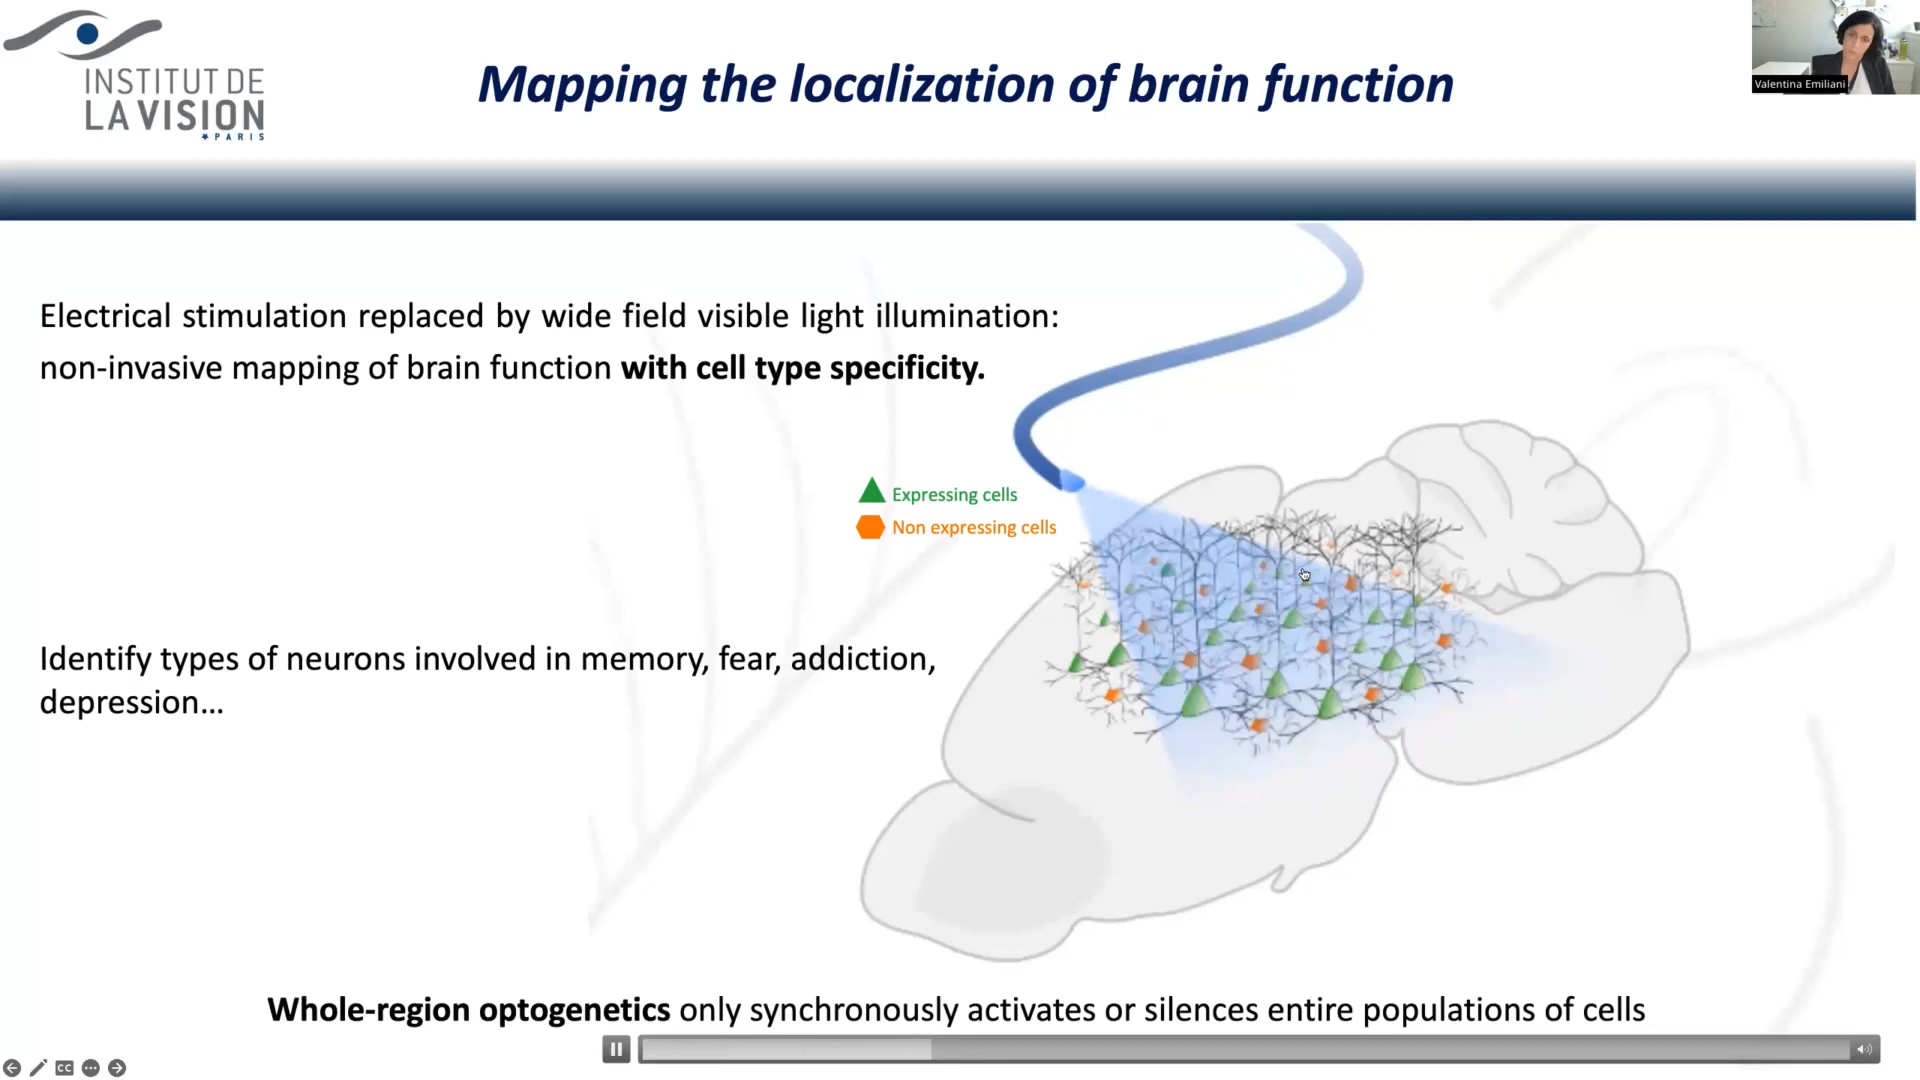 INSTITUT DE
LA VISION
PARIS
Mapping the localization of brain function
Valentina Emiliani
Electrical stimulation replaced by wide field visible light illumination:
non-invasive mapping of brain function with cell type specificity.
Expressing cells
Non expressing cells
Identify types of neurons involved in memory, fear, addiction,
depression...
Whole-region optogenetics only synchronously activates or silences entire populations of cells
CC